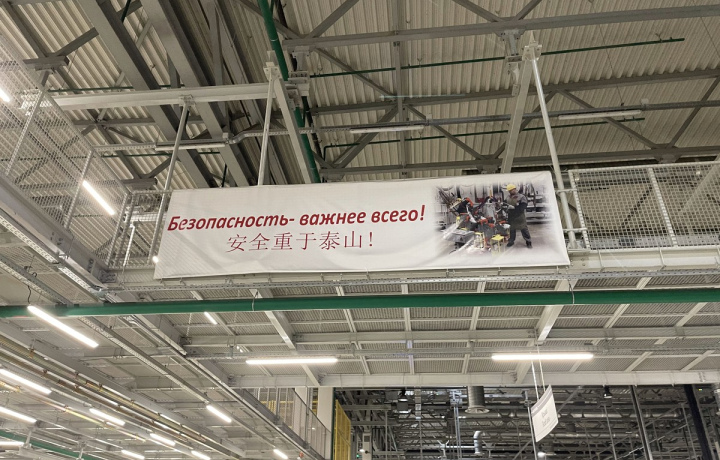 Безопасность- важнее всего!
安全重于泰山!